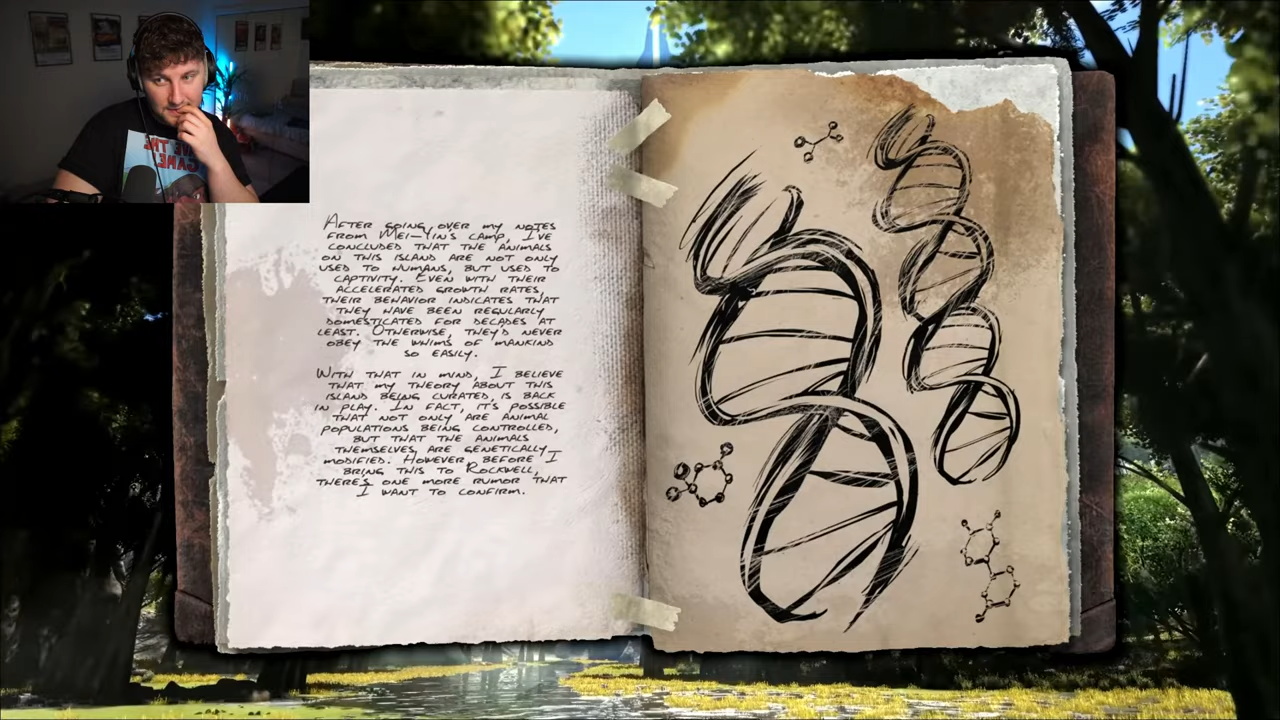 AFTER GOING OVER MY NOTES
FROM MEI-YIN'S CAMP, I'VE
CONCLUDED THAT THE ANIMALS
ON THIS ISLAND ARE NOT ONLY
USED TO HUMANS, BUT USED TO
CAPTIVITY. EVEN WITH THEIR
ACCELERATED GROWTH RATES,
THEIR BEHAVIOR INDICATES THAT
THEY HAVE BEEN REGULARLY
DOMESTICATED FOR DECADES AT
LEAST. OTHERWISE, THEY'D NEVER
OBEY THE WHIMS OF MANKIND
SO EASILY.
WITH THAT IN MIND, I BELIEVE
THAT MY THEORY ABOUT THIS
ISLAND BEING CURATED, IS BACK
IN PLAY. IN FACT, IT'S POSSIBLE
THAT NOT ONLY ARE ANIMAL
POPULATIONS BEING CONTROLLED,
BUT THAT THE ANIMALS
THEMSELVES ARE GENETICALLY
MODIFIED. HOWEVER, BEFORE I
BRING THIS TO ROCKWELL,
THERE'S ONE MORE RUMOR THAT
I WANT TO CONFIRM.